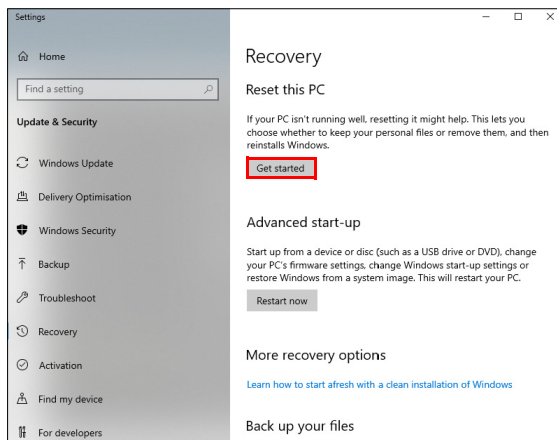 Settings
Home
Find a setting
Update & Security
Windows Update
Delivery Optimisation
Windows Security
Backup
Troubleshoot
Recovery
Activation
Find my device
For developers
Recovery
Reset this PC
If your PC isn't running well, resetting it might help. This lets you
choose whether to keep your personal files or remove them, and then
reinstalls Windows.
Get started
Advanced start-up
Start up from a device or disc (such as a USB drive or DVD), change
your PC's firmware settings, change Windows start-up settings or
restore Windows from a system image. This will restart your PC.
Restart now
More recovery options
Learn how to start afresh with a clean installation of Windows
Back up your files